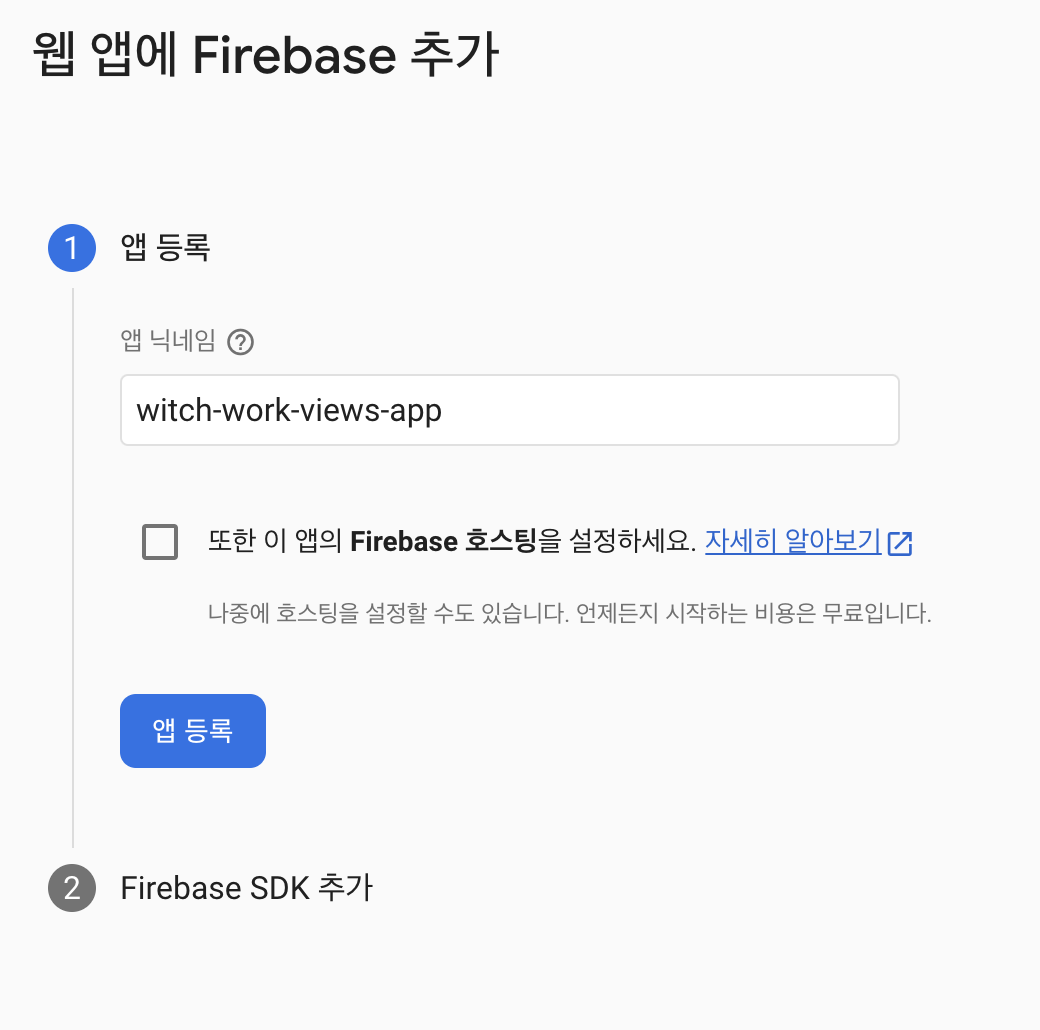 웹 앱에 Firebase 추가
1 앱 등록
앱 닉네임
witch-work-views-app
또한 이 앱의 Firebase 호스팅을 설정하세요. 자세히 알아보기
나중에 호스팅을 설정할 수도 있습니다. 언제든지 시작하는 비용은 무료입니다.
앱 등록
2 Firebase SDK 추가